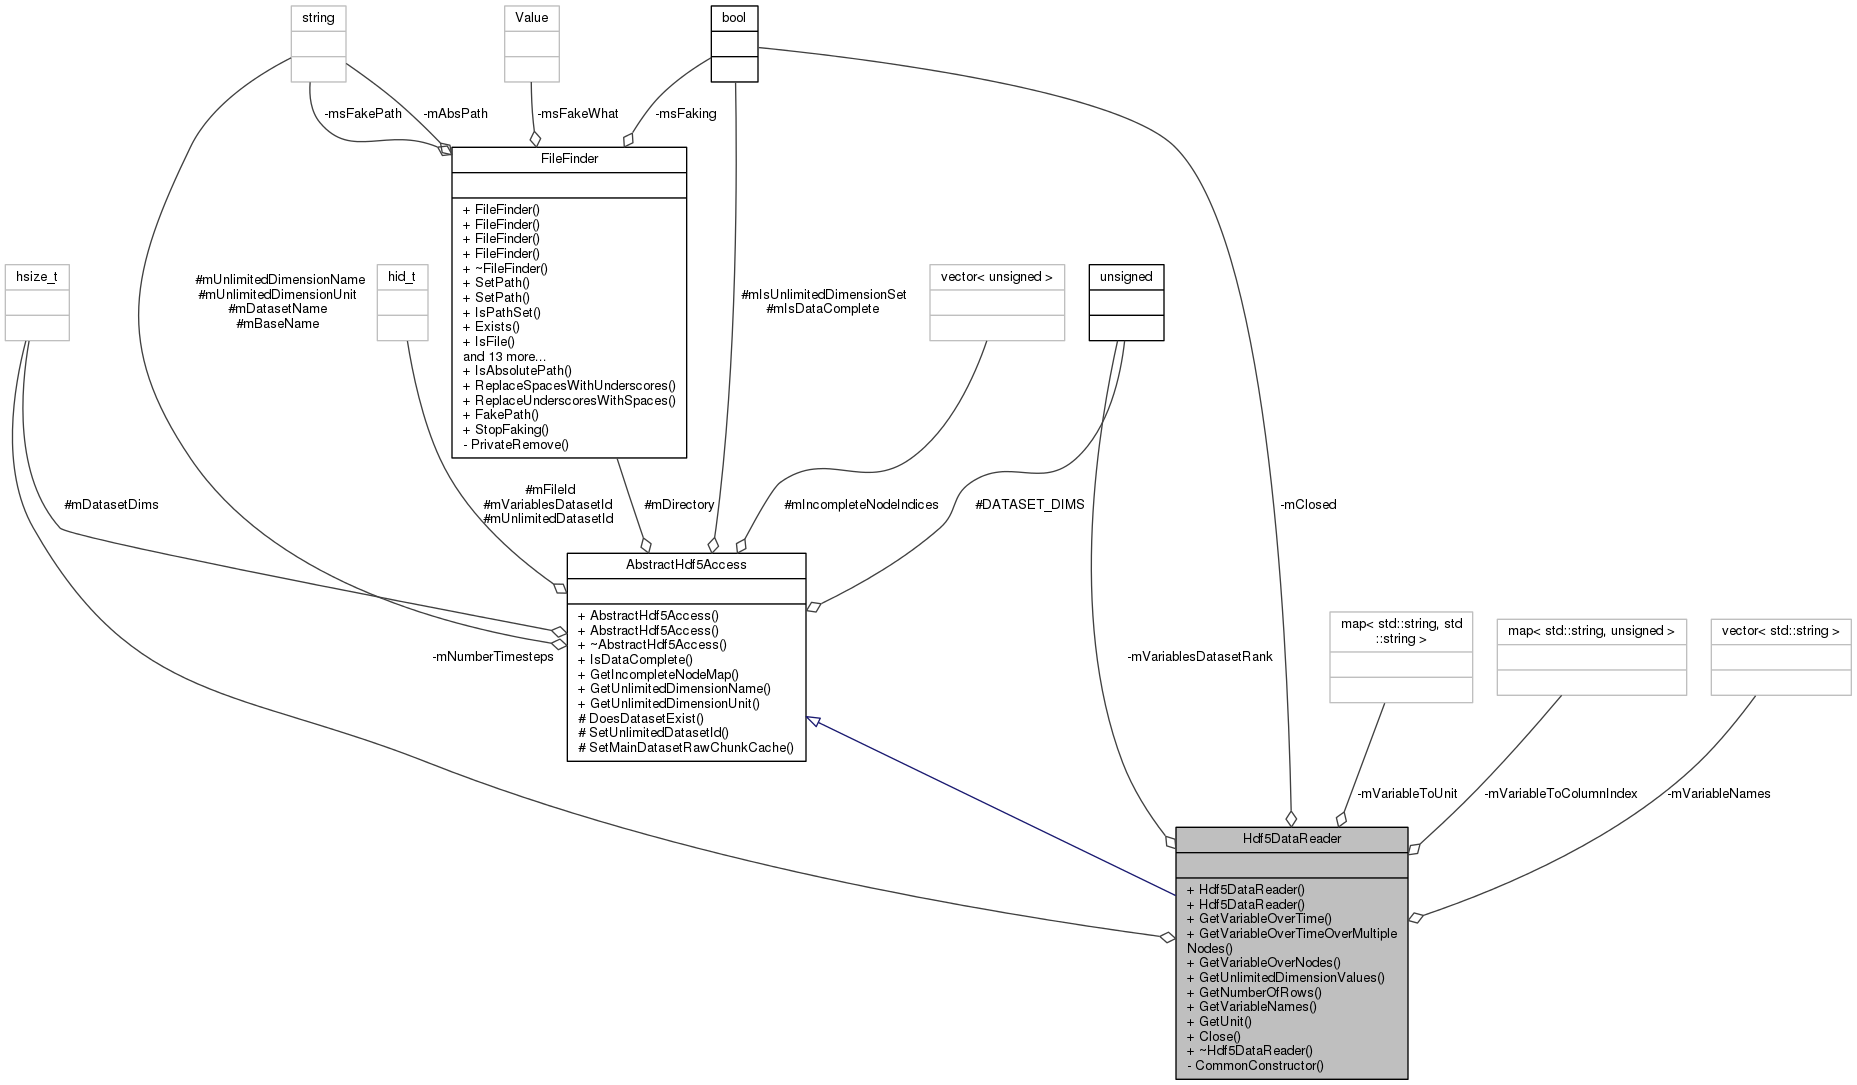 string
Value
bool
-msFakePath
-mAbsPath
-msFakeWhat
-msFaking
FileFinder
+ FileFinder()
+ FileFinder()
+ FileFinder()
+ FileFinder()
+ ~FileFinder()
+ SetPath()
+ SetPath()
+ IsPathSet()
+ Exists()
+ IsFile()
and 13 more...
+ IsAbsolutePath()
+ ReplaceSpacesWithUnderscores()
+ ReplaceUnderscoresWithSpaces()
+ FakePath()
+ StopFaking()
- PrivateRemove()
hsize_t
#mUnlimitedDimensionName
#mUnlimitedDimensionUnit
#mDatasetName
#mBaseName
hid_t
#mIsUnlimitedDimensionSet
#mIsDataComplete
vector< unsigned >
unsigned
#mDatasetDims
#mFileId
#mVariablesDatasetId
#mUnlimitedDatasetId
#mDirectory
#mIncompleteNodeIndices
#DATASET_DIMS
-mClosed
AbstractHdf5Access
+ AbstractHdf5Access()
+ AbstractHdf5Access()
+ ~AbstractHdf5Access()
+ IsDataComplete()
+ GetIncompleteNodeMap()
+ GetUnlimitedDimensionName()
+ GetUnlimitedDimensionUnit()
# DoesDatasetExist()
# SetUnlimitedDatasetId()
# SetMainDatasetRawChunkCache()
-mNumberTimesteps
-mVariablesDatasetRank
map< std::string, std
::string >
map< std::string, unsigned >
vector< std::string >
-mVariableToUnit
-mVariableToColumnIndex
-mVariableNames
Hdf5DataReader
+ Hdf5DataReader()
+ Hdf5DataReader()
+ GetVariableOverTime()
+ GetVariableOverTimeOverMultiple
Nodes()
+ GetVariableOverNodes()
+ GetUnlimitedDimensionValues()
+ GetNumberOfRows()
+ GetVariableNames()
+ GetUnit()
+ Close()
+ ~Hdf5DataReader()
- CommonConstructor()